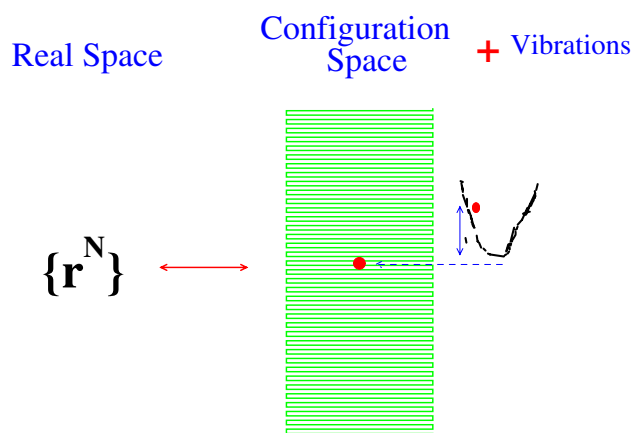 Real Space
Configuration
Space
+ Vibrations
{r^N}